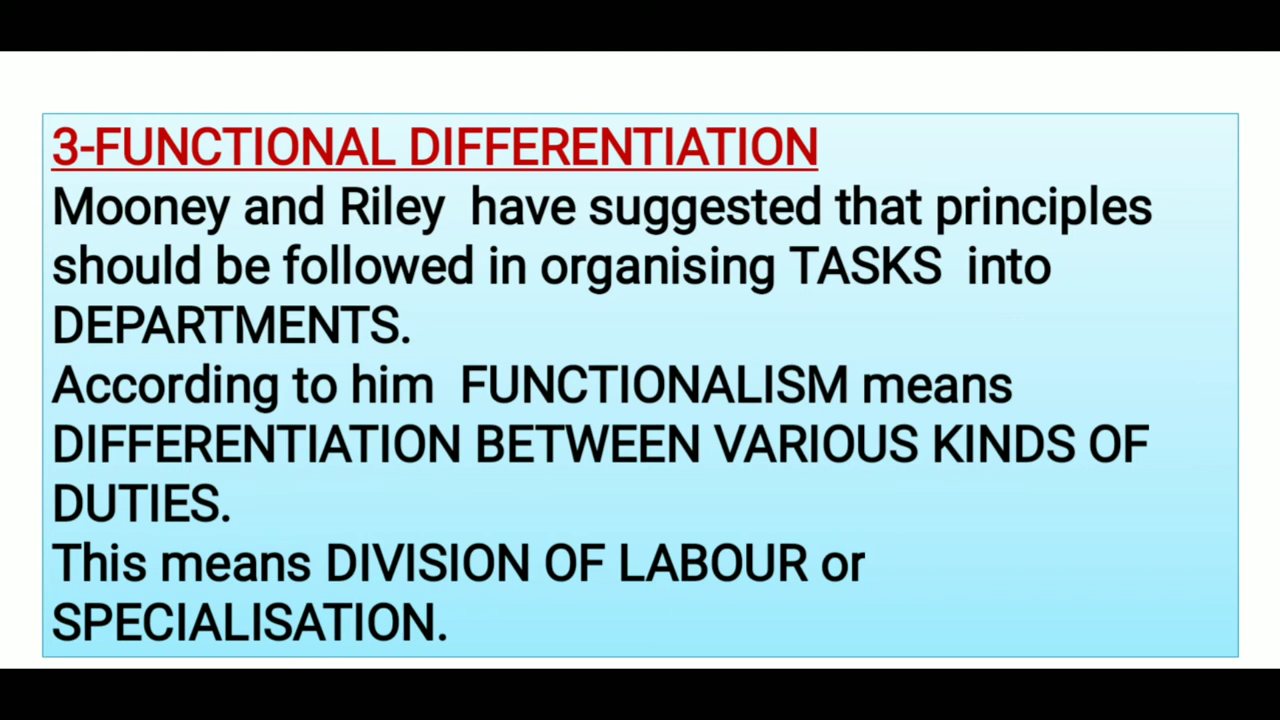 3-FUNCTIONAL DIFFERENTIATION
Mooney and Riley have suggested that principles
should be followed in organising TASKS into
DEPARTMENTS.
According to him FUNCTIONALISM means
DIFFERENTIATION BETWEEN VARIOUS KINDS OF
DUTIES.
This means DIVISION OF LABOUR or
SPECIALISATION.